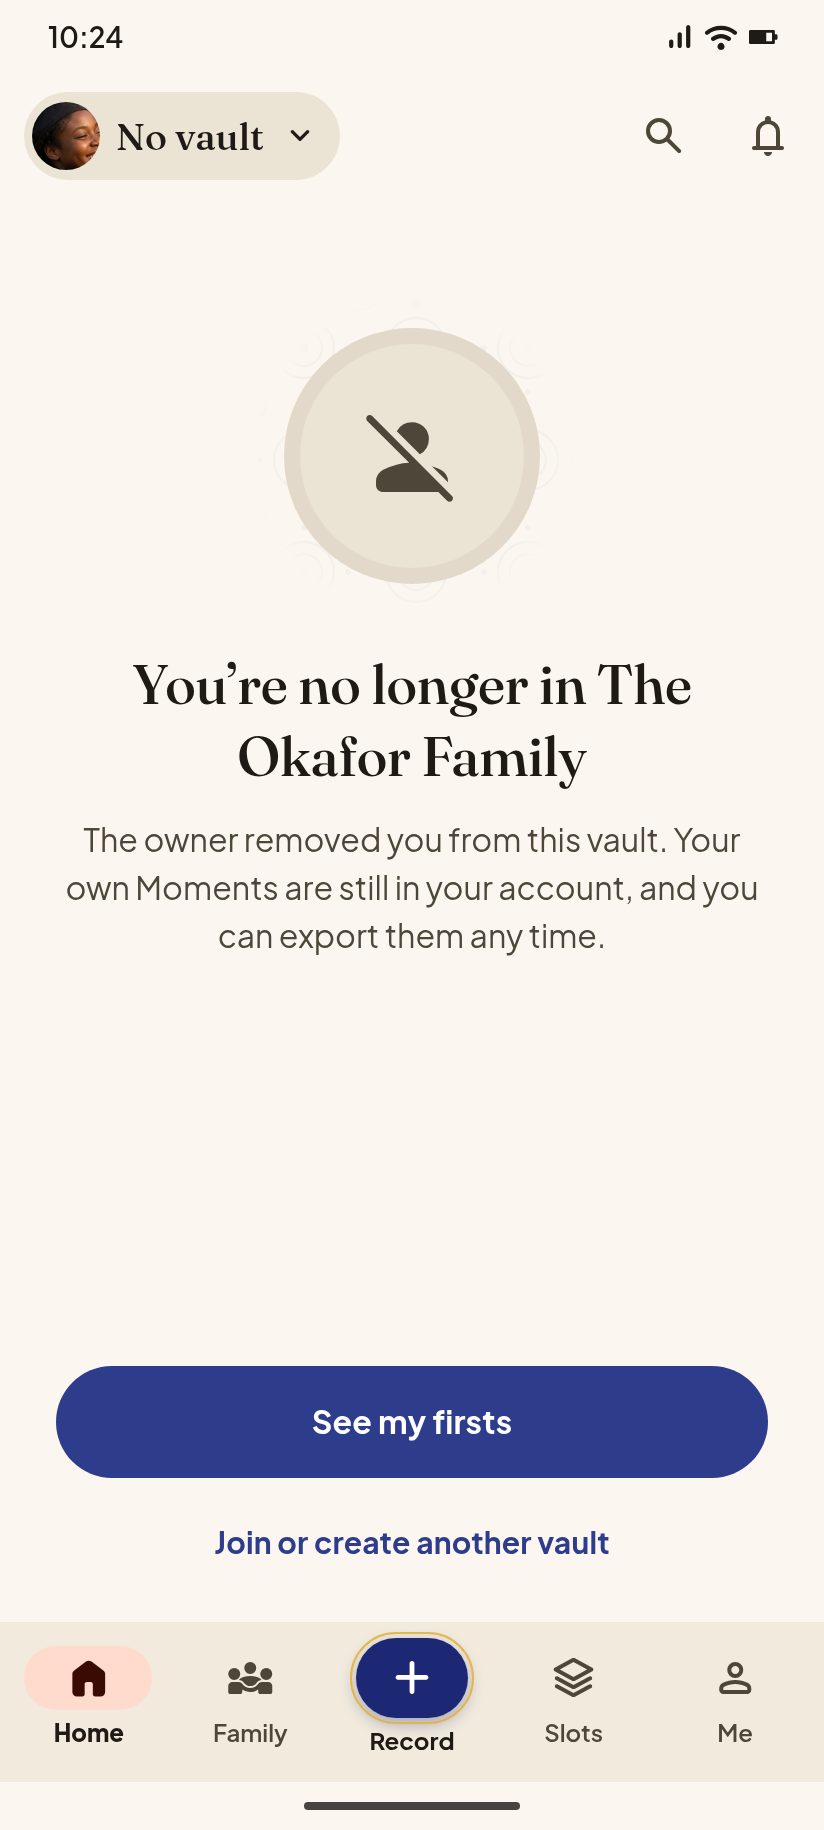 10:24
No vault
You’re no longer in The
Okafor Family
The owner removed you from this vault. Your
own Moments are still in your account, and you
can export them any time.
See my firsts
Join or create another vault
Home
Family
Record
Slots
Me